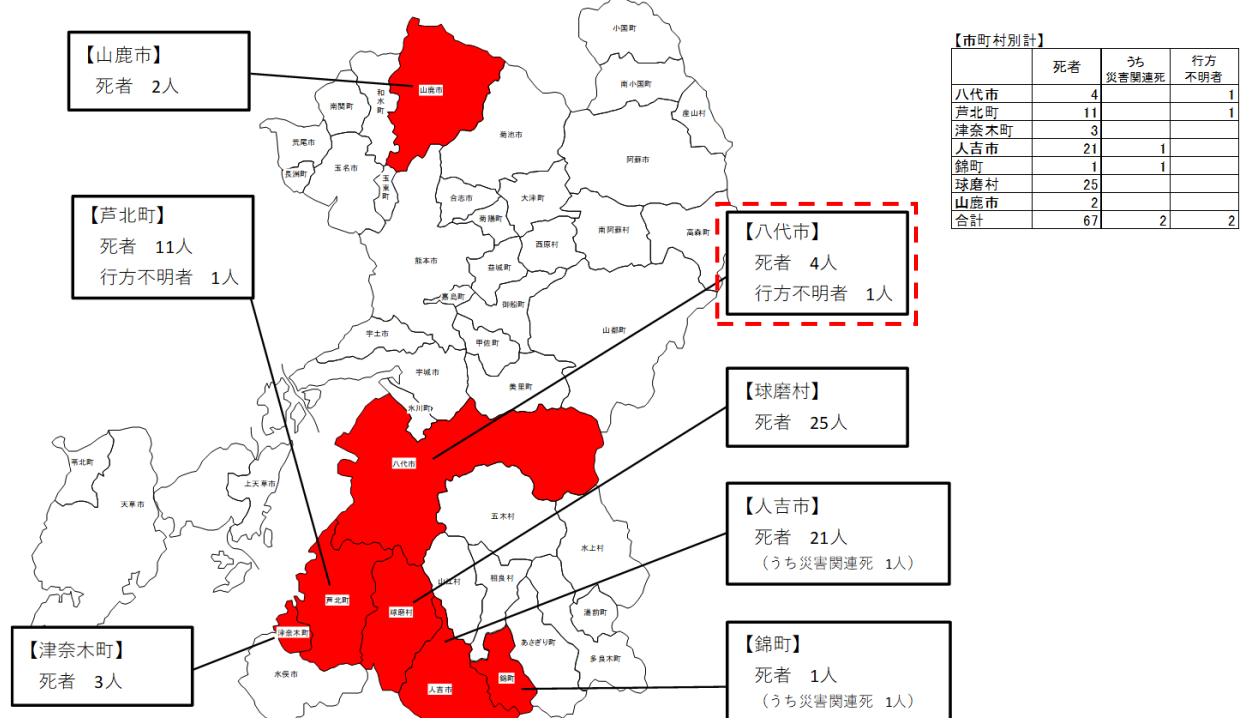 【山鹿市】
死者 2人
【芦北町】
死者 11人
行方不明者 1人
【津奈木町】
死者 3人
【八代市】
死者 4人
行方不明者 1人
【球磨村】
死者 25人
【人吉市】
死者 21人
（うち災害関連死 1人）
【錦町】
死者 1人
（うち災害関連死 1人）
【市町村別計】
死者 うち災害関連死 行方不明者
八代市 4 1
芦北町 11 1
津奈木町 3
人吉市 21 1
錦町 1 1
球磨村 25
山鹿市 2
合計 67 2 2
小国町
南小国町
産山村
山鹿市
和水町
南関町
荒尾市
長洲町
玉名市
玉東町
菊池市
阿蘇市
合志市
大津町
菊陽町
西原村
南阿蘇村
高森町
熊本市
益城町
嘉島町
御船町
山都町
宇土市
甲佐町
宇城市
美里町
氷川町
八代市
苓北町
天草市
上天草市
五木村
水上村
山江村
相良村
湯前町
芦北町
球磨村
津奈木町
あさぎり町
多良木町
水俣市
人吉市
錦町